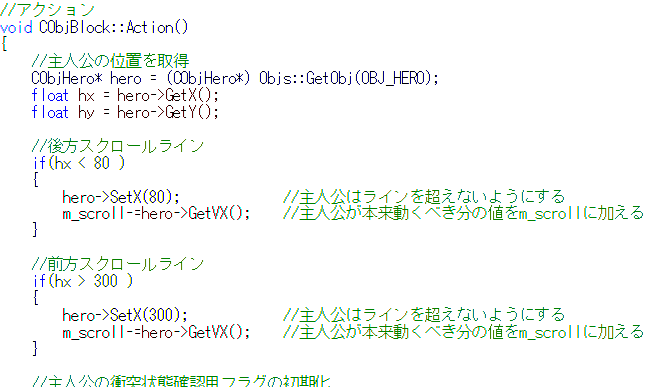 //アクション
void CObjBlock::Action()
{
//主人公の位置を取得
CObjHero* hero = (CObjHero*) Objs::GetObj(OBJ_HERO);
float hx = hero->GetX();
float hy = hero->GetY();
//後方スクロールライン
if(hx < 80 )
{
hero->SetX(80); //主人公はラインを超えないようにする
m_scroll-=hero->GetVX(); //主人公が本来動くべき分の値をm_scrollに加える
}
//前方スクロールライン
if(hx > 300 )
{
hero->SetX(300); //主人公はラインを超えないようにする
m_scroll-=hero->GetVX(); //主人公が本来動くべき分の値をm_scrollに加える
}
//主人公の衝突状態確認用フラグの初期化